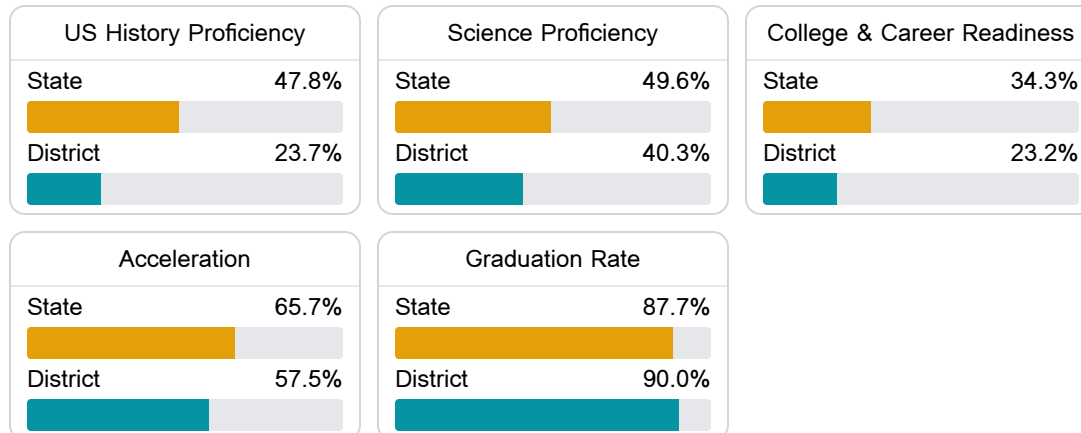 US History Proficiency
State 47.8%
District 23.7%
Science Proficiency
State 49.6%
District 40.3%
College & Career Readiness
State 34.3%
District 23.2%
Acceleration
State 65.7%
District 57.5%
Graduation Rate
State 87.7%
District 90.0%